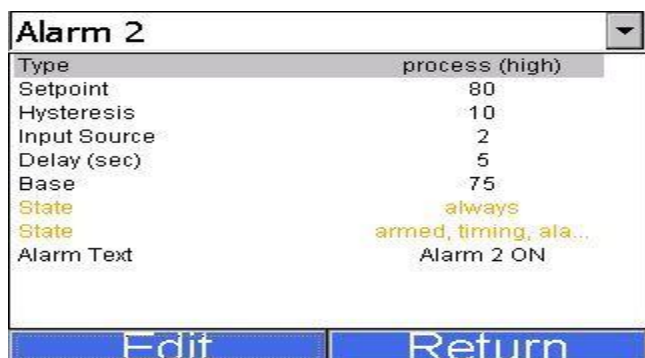 Alarm 2
Type process (high)
Setpoint 80
Hysteresis 10
Input Source 2
Delay (sec) 5
Base 75
State always
State armed, timing, ala...
Alarm Text Alarm 2 ON
Edit Return